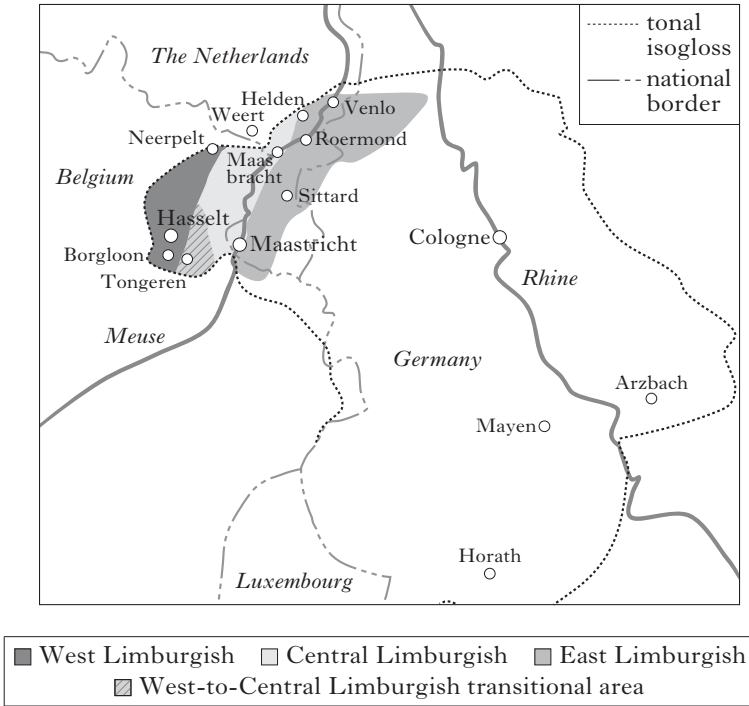 The Netherlands
tonal
isogloss
national
border
Helden
Weert
Venlo
Neerpelt
Roermond
Maas
bracht
Belgium
Sittard
Hasselt
Maastricht
Cologne
Borgloon
Tongeren
Rhine
Meuse
Germany
Arzbach
Mayen
Horath
Luxembourg
West Limburgish Central Limburgish East Limburgish
West-to-Central Limburgish transitional area